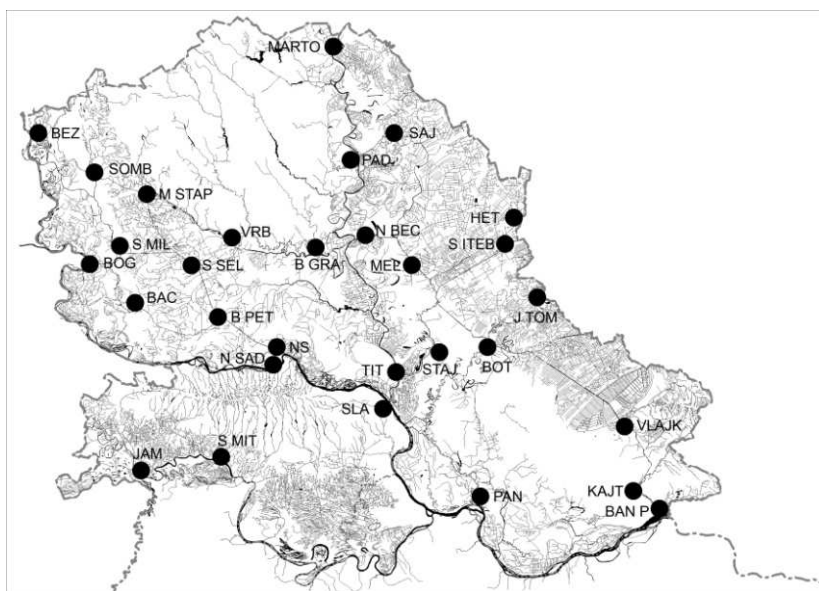 MARTO
BEZ
SAJ
PAD
SOMB
M STAP
HET
VRB
N BEC
S ITEB
S MIL
B GRA
BOG
S SEL
MEL
BAC
J TOM
B PET
NS
N SAD
TIT
STAJ
BOT
SLA
VLAJK
S MIT
JAM
KAJT
PAN
BAN P